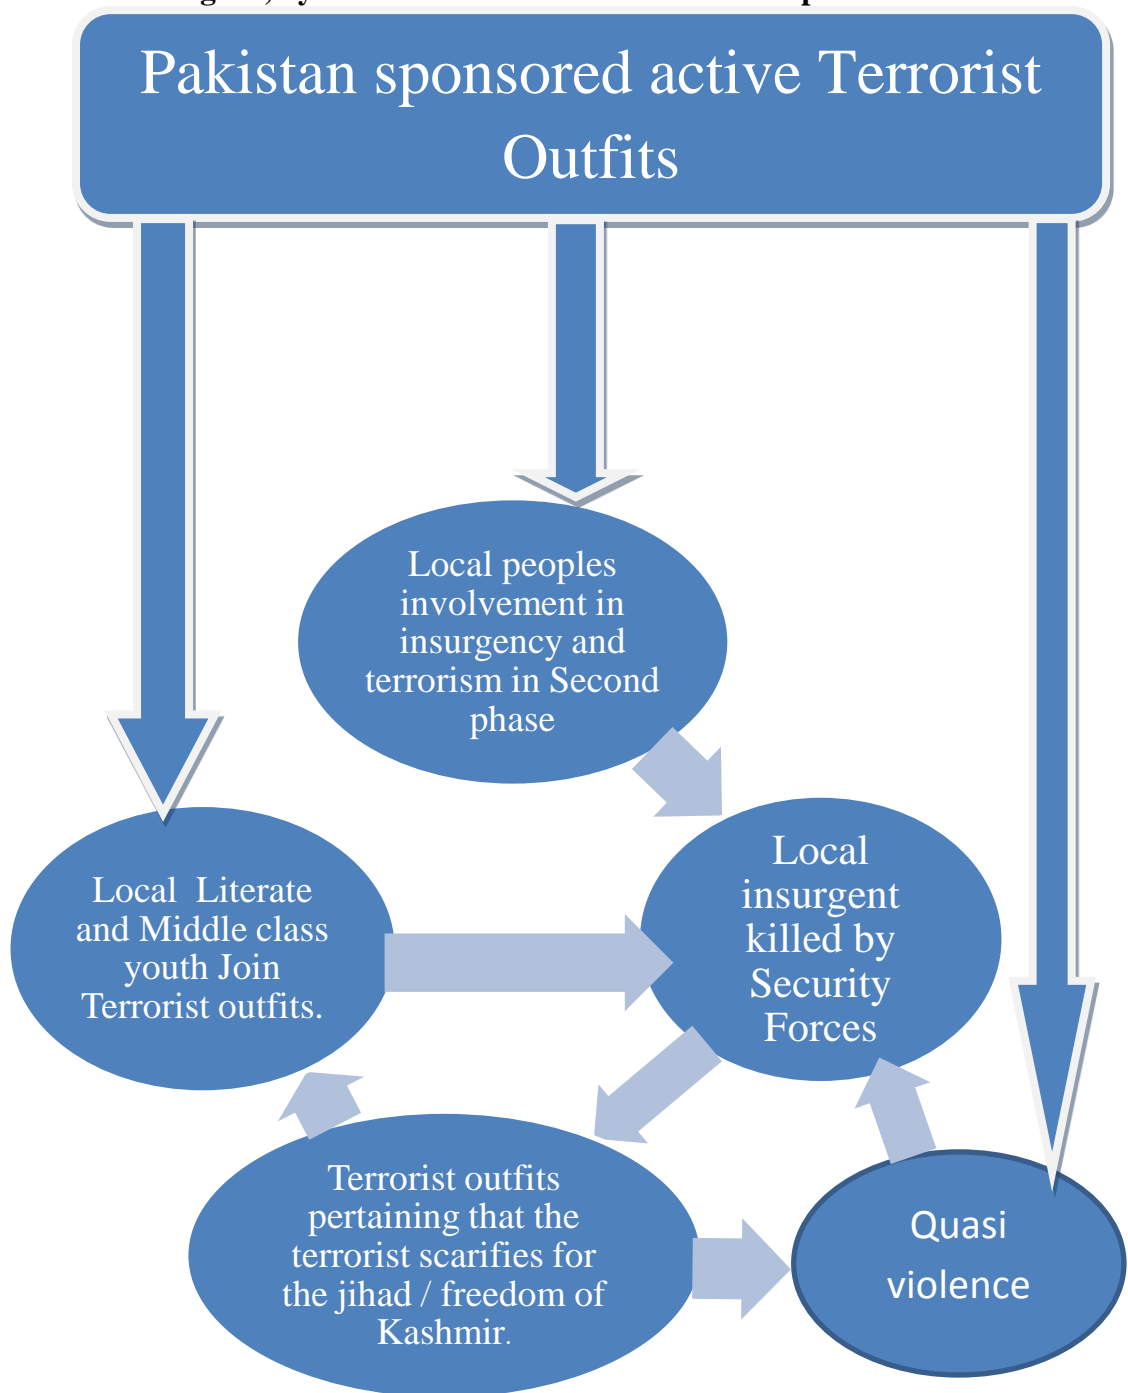 Pakistan sponsored active Terrorist
Outfits
Local peoples
involvement in
insurgency and
terrorism in Second
phase
Local Literate
and Middle class
youth Join
Terrorist outfits.
Local
insurgent
killed by
Security
Forces
Terrorist outfits
pertaining that the
terrorist scarifies for
the jihad / freedom of
Kashmir.
Quasi
violence